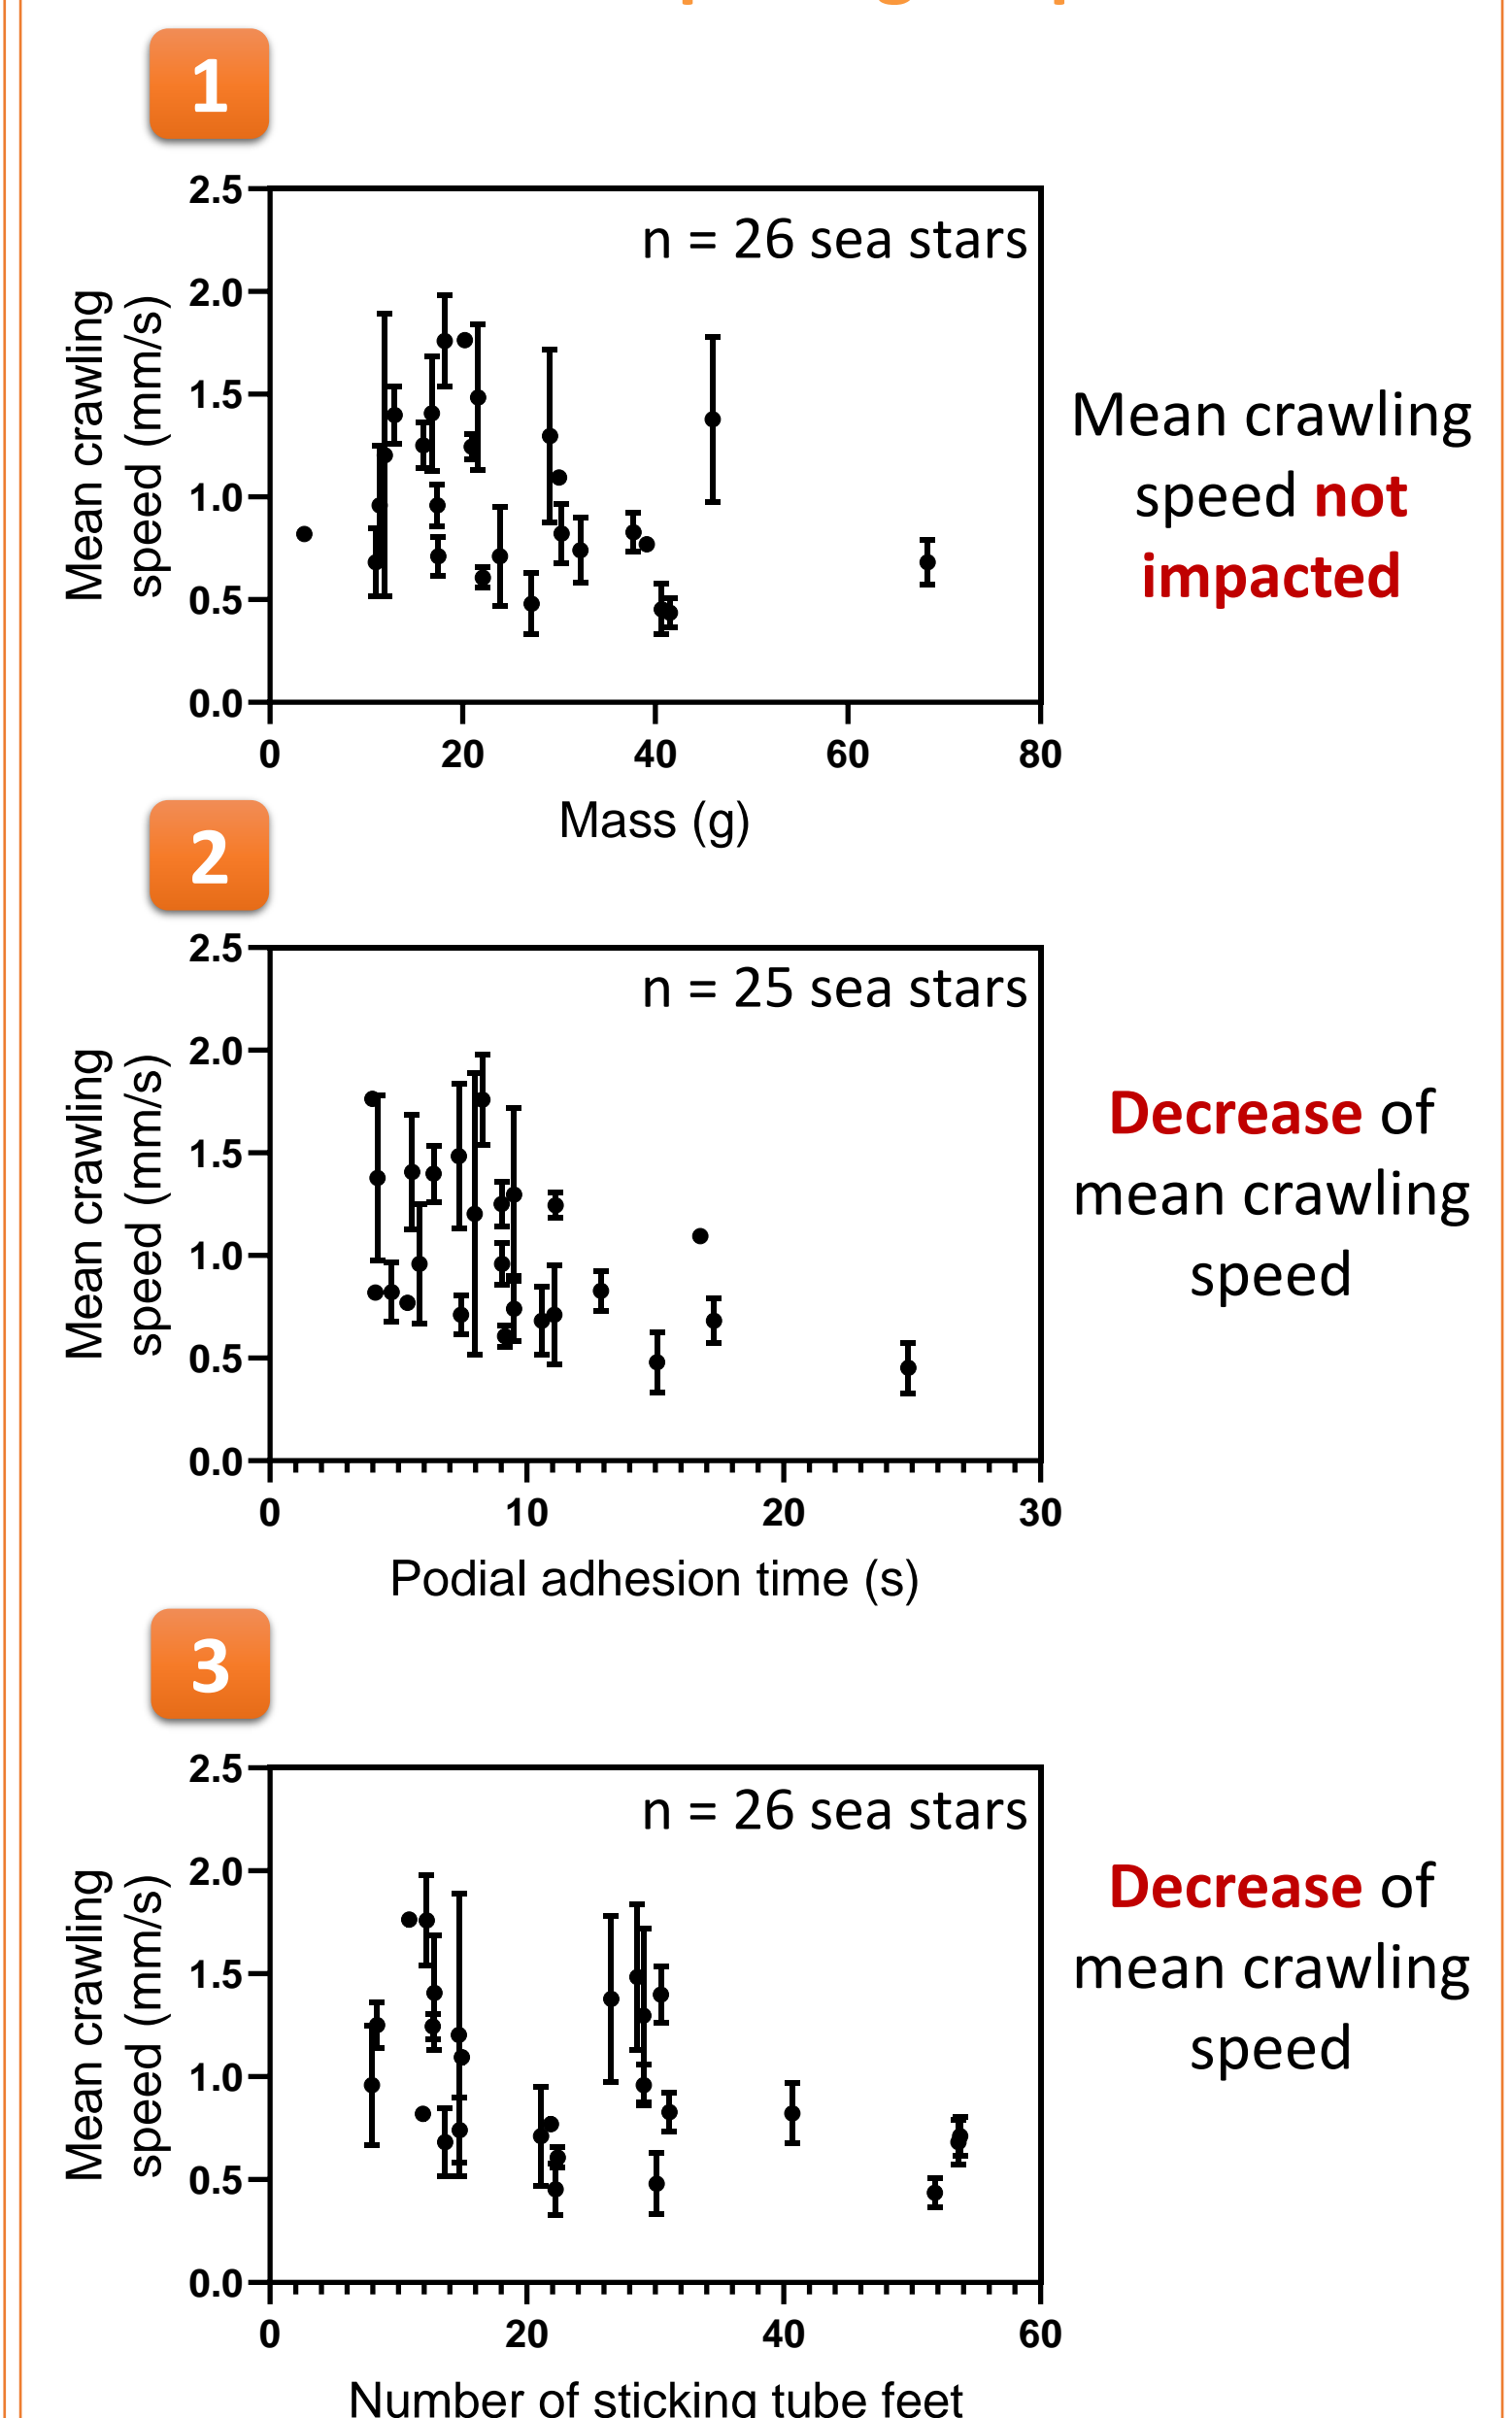 1
2.5
n = 26 sea stars
2.0
1.5
1.0
0.5
0.0
Mean crawling
speed (mm/s)
0
20
40
60
80
Mass (g)
Mean crawling
speed not
impacted
2
2.5
n = 25 sea stars
2.0
1.5
1.0
0.5
0.0
Mean crawling
speed (mm/s)
0
10
20
30
Podial adhesion time (s)
Decrease of
mean crawling
speed
3
2.5
n = 26 sea stars
2.0
1.5
1.0
0.5
0.0
Mean crawling
speed (mm/s)
0
20
40
60
Number of sticking tube feet
Decrease of
mean crawling
speed